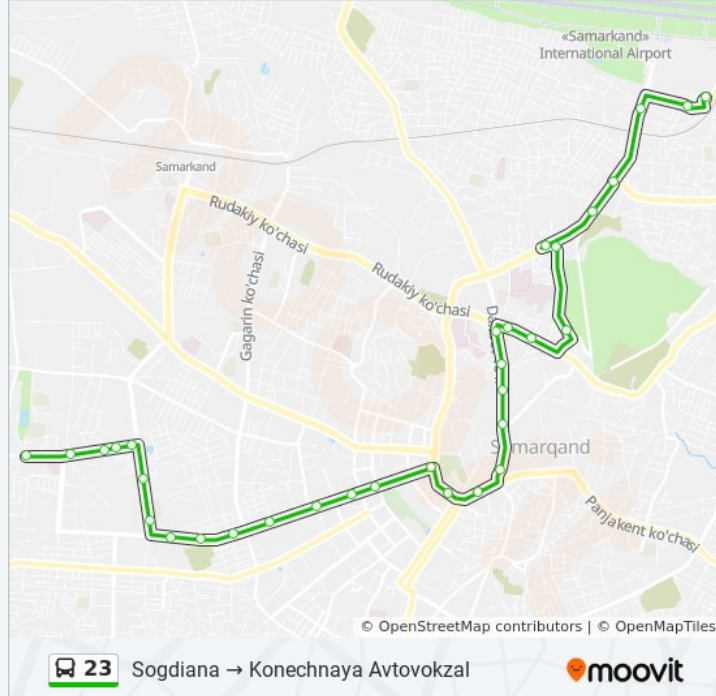 «Samarkand»
International Airport
Samarkand
Rudakiy ko'chasi
Rudakiy ko'chasi
Gagarin ko'chasi
Samarqand
Panjakent ko'chasi
© OpenStreetMap contributors | © OpenMapTiles
23 Sogdiana → Konechnaya Avtovokzal
moovit